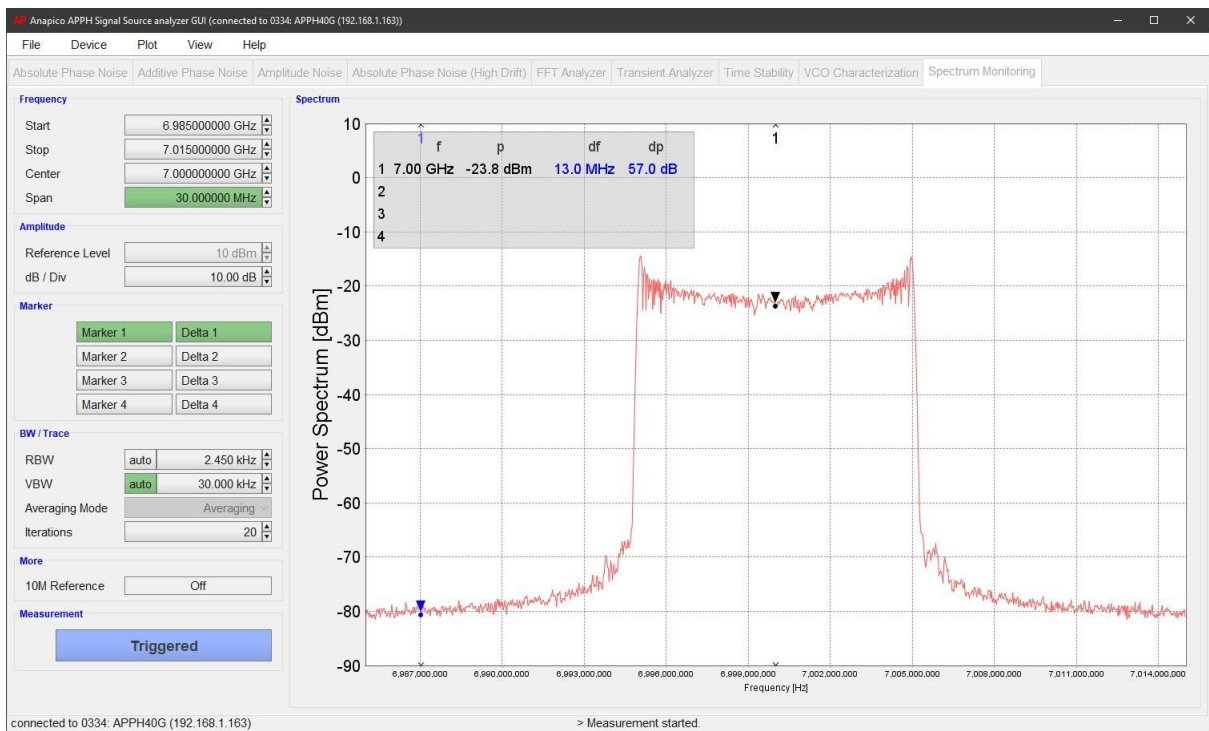 AP Anapico APPH Signal Source analyzer GUI (connected to 0334: APPH40G (192.168.1.163))
File Device Plot View Help
Absolute Phase Noise Additive Phase Noise Amplitude Noise Absolute Phase Noise (High Drift) FFT Analyzer Transient Analyzer Time Stability VCO Characterization Spectrum Monitoring
Frequency
Start 6.985000000 GHz
Stop 7.015000000 GHz
Center 7.000000000 GHz
Span 30.000000 MHz
Amplitude
Reference Level 10 dBm
dB / Div 10.00 dB
Marker
Marker 1 Delta 1
Marker 2 Delta 2
Marker 3 Delta 3
Marker 4 Delta 4
BW / Trace
RBW auto 2.450 kHz
VBW auto 30.000 kHz
Averaging Mode Averaging
Iterations 20
More
10M Reference Off
Measurement
Triggered
Spectrum
Power Spectrum [dBm]
10
0
-10
-20
-30
-40
-50
-60
-70
-80
-90
1 1
f p df dp
1 7.00 GHz -23.8 dBm 13.0 MHz 57.0 dB
2
3
4
6,987,000,000 6,990,000,000 6,993,000,000 6,996,000,000 6,999,000,000 7,002,000,000 7,005,000,000 7,008,000,000 7,011,000,000 7,014,000,000
Frequency [Hz]
connected to 0334: APPH40G (192.168.1.163) > Measurement started.